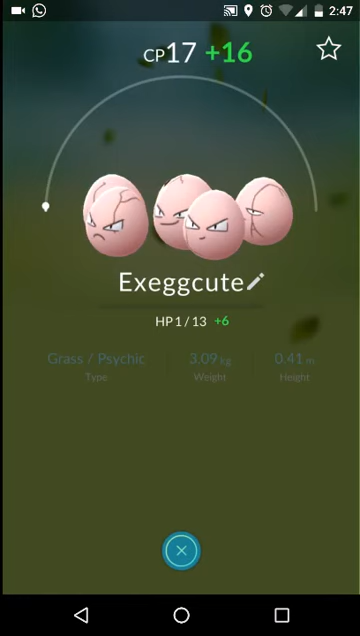 2:47
CP17 +16
Exeggcute
HP 1 / 13 +6
Grass / Psychic 3.09 kg 0.41 m
Type Weight Height